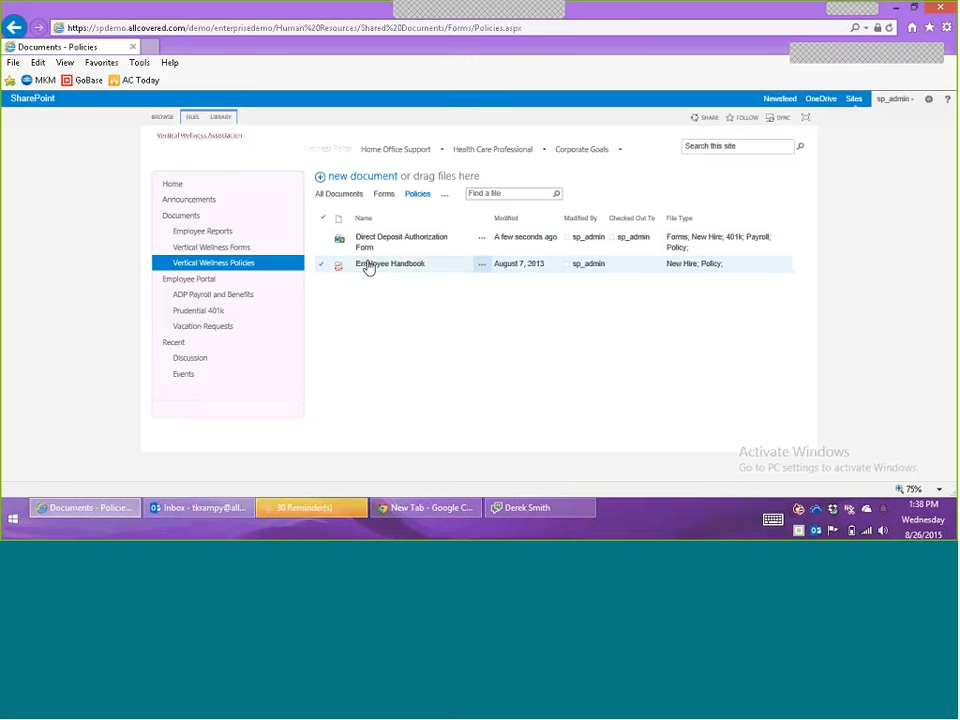 https://spdemo.allcovered.com/demo/enterprisedemo/Human%20Resources/Shared%20Documents/Forms/Policies.aspx
Documents - Policies
File Edit View Favorites Tools Help
MKM GoBase AC Today
SharePoint Newsfeed OneDrive Sites sp_admin ?
BROWSE FILES LIBRARY SHARE FOLLOW SYNC
Vertical Wellness Association
Home Office Support Health Care Professional Corporate Goals Search this site
new document or drag files here
All Documents Forms Policies ... Find a file
Name Modified Modified By Checked Out To File Type
Direct Deposit Authorization ... A few seconds ago sp_admin sp_admin Forms; New Hire; 401k; Payroll;
Form Policy;
Employee Handbook ... August 7, 2013 sp_admin New Hire; Policy;
Home
Announcements
Documents
Employee Reports
Vertical Wellness Forms
Vertical Wellness Policies
Employee Portal
ADP Payroll and Benefits
Prudential 401k
Vacation Requests
Recent
Discussion
Events
Activate Windows
Go to PC settings to activate Windows.
75%
Documents - Policie... Inbox - tkrampy@all... 30 Reminder(s) New Tab - Google C... Derek Smith
1:38 PM
Wednesday
8/26/2015